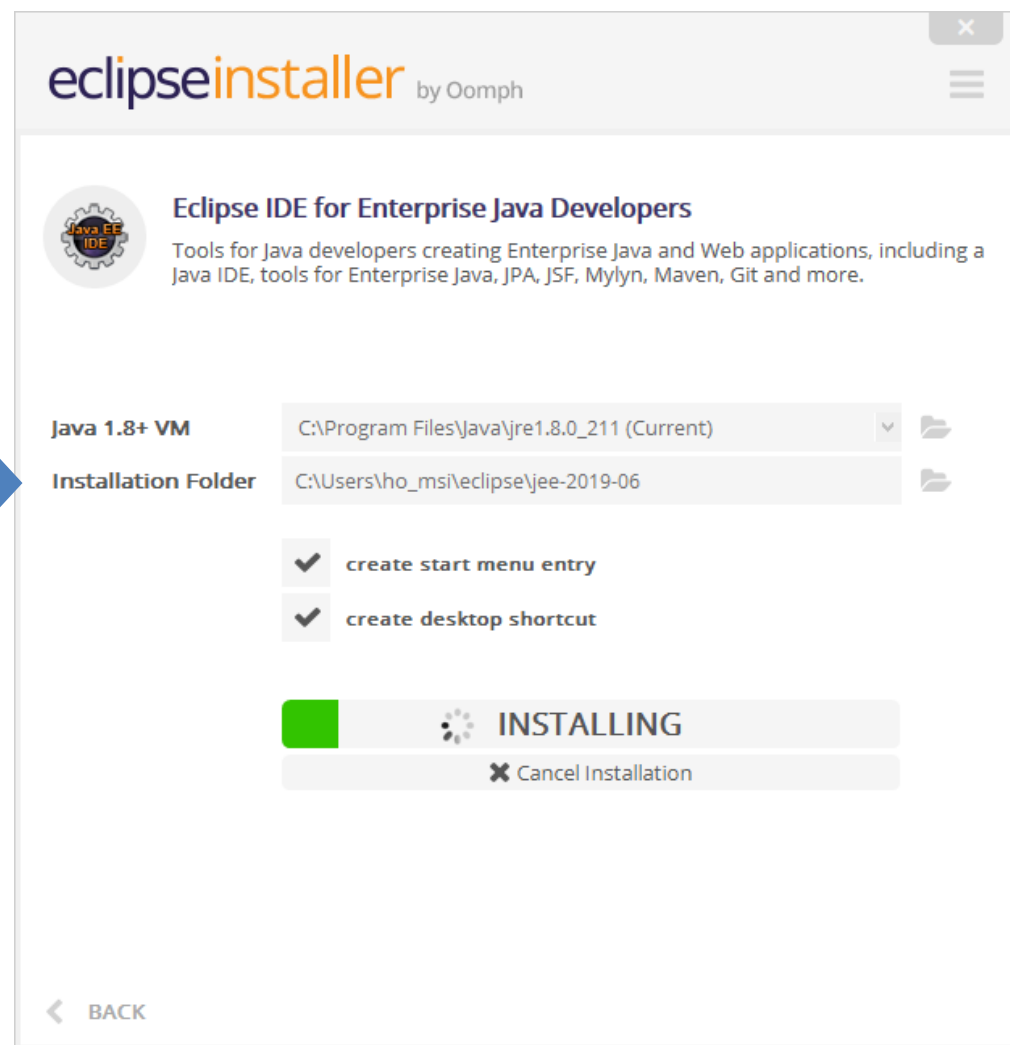 eclipseinstaller by Oomph
Java EE
IDE
Eclipse IDE for Enterprise Java Developers
Tools for Java developers creating Enterprise Java and Web applications, including a
Java IDE, tools for Enterprise Java, JPA, JSF, Mylyn, Maven, Git and more.
Java 1.8+ VM C:\Program Files\Java\jre1.8.0_211 (Current)
Installation Folder C:\Users\ho_msi\eclipse\jee-2019-06
create start menu entry
create desktop shortcut
INSTALLING
Cancel Installation
BACK